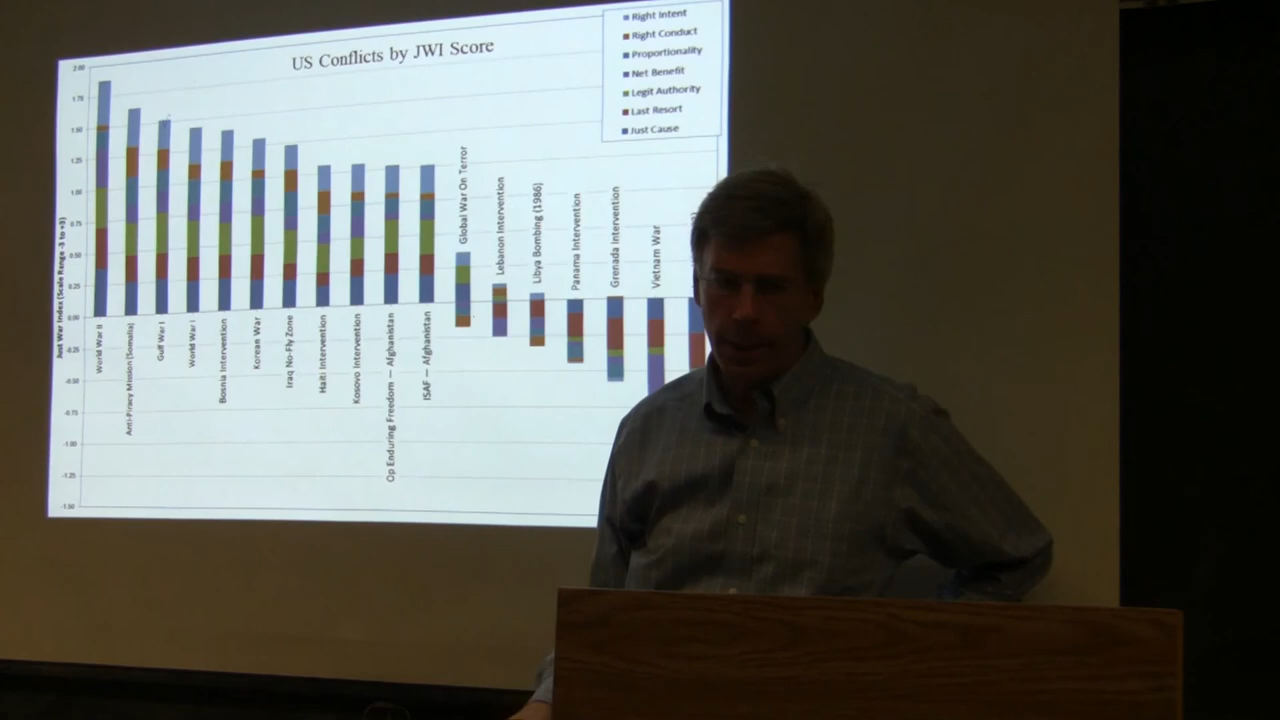 US Conflicts by JWI Score
Right Intent
Right Conduct
Proportionality
Net Benefit
Legit Authority
Last Resort
Just Cause
Just War Index (Scale Range -3 to +3)
2.00
1.75
1.50
1.25
1.00
0.75
0.50
0.25
0.00
-0.25
-0.50
-0.75
-1.00
-1.25
-1.50
World War II
Anti-Piracy Mission (Somalia)
Gulf War I
World War I
Bosnia Intervention
Korean War
Iraq No-Fly Zone
Haiti Intervention
Kosovo Intervention
Op Enduring Freedom — Afghanistan
ISAF — Afghanistan
Global War On Terror
Lebanon Intervention
Libya Bombing (1986)
Panama Intervention
Grenada Intervention
Vietnam War